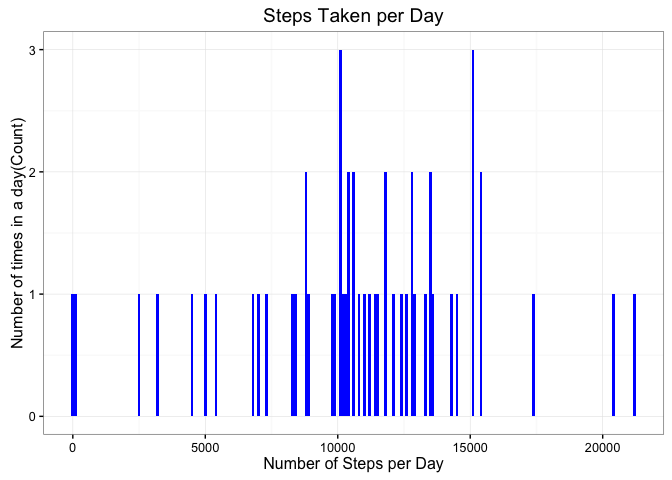 Steps Taken per Day
Number of times in a day(Count)
3
2
1
0
0 5000 10000 15000 20000
Number of Steps per Day